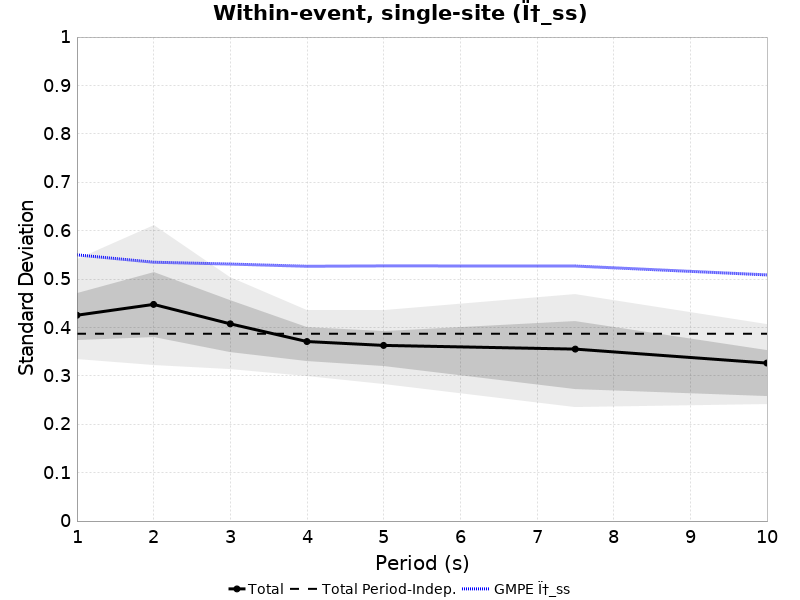 Within-event, single-site (Ï†_ss)
1
0.9
0.8
0.7
0.6
0.5
0.4
0.3
0.2
0.1
0
Standard Deviation
1 2 3 4 5 6 7 8 9 10
Period (s)
Total Total Period-Indep. GMPE Ï†_ss